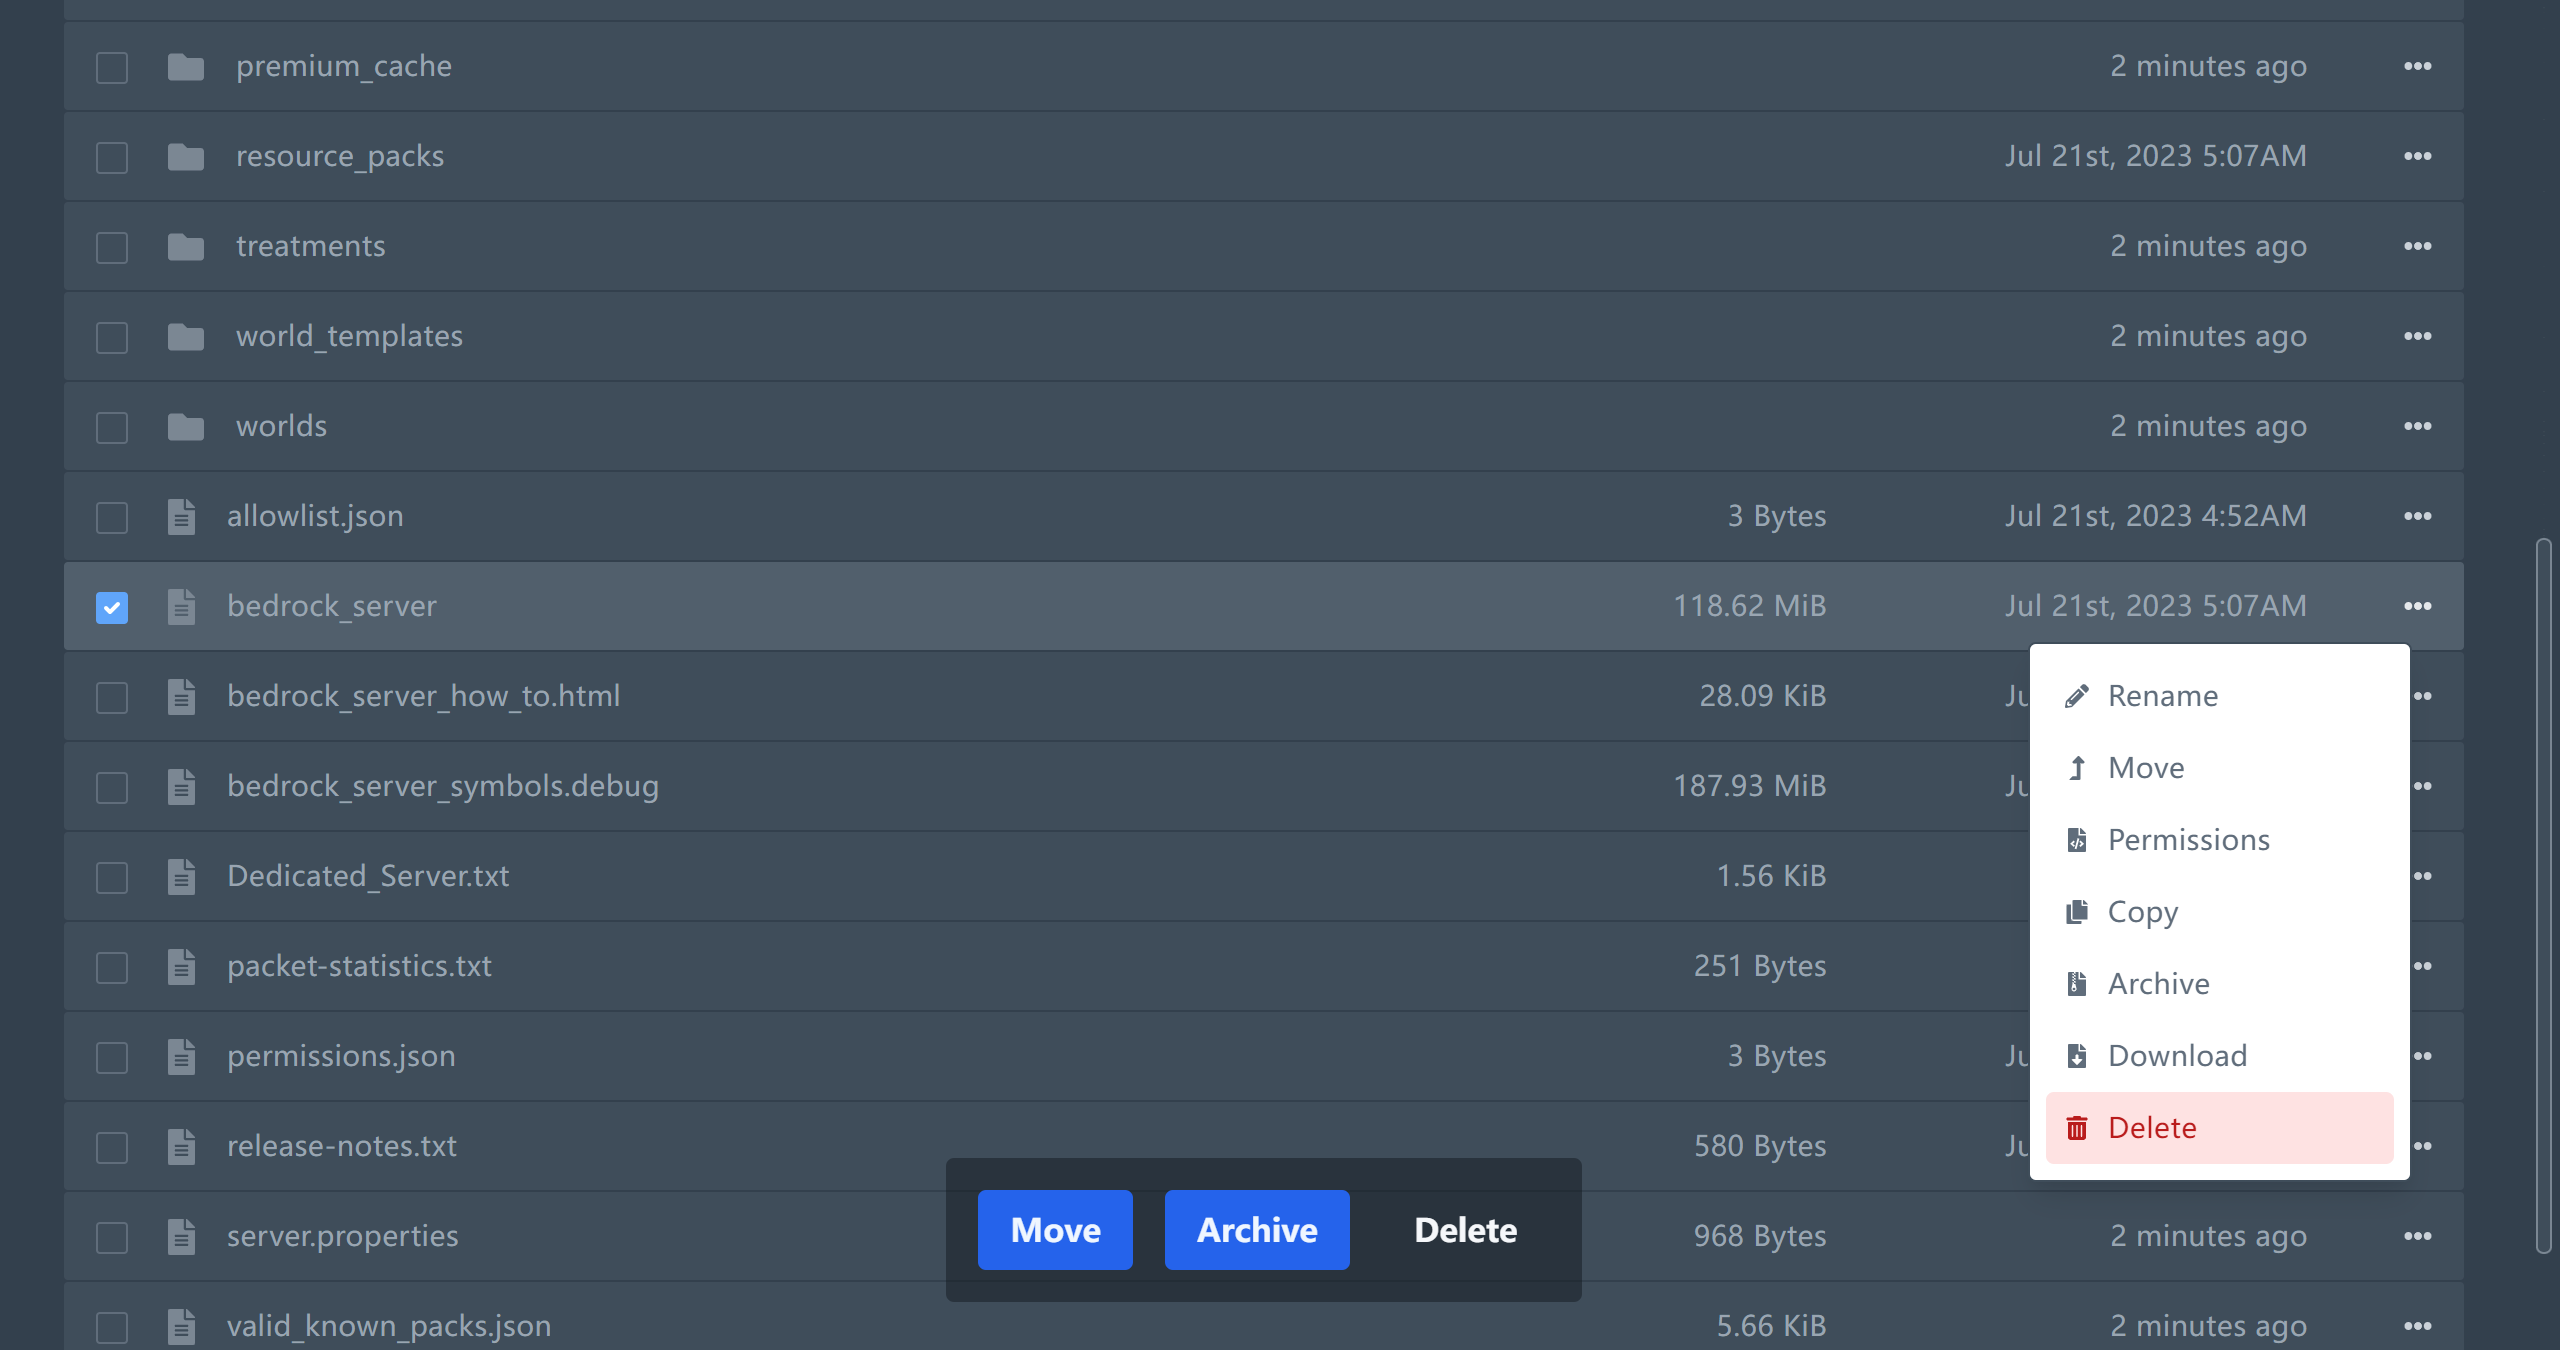 premium_cache 2 minutes ago
resource_packs Jul 21st, 2023 5:07AM
treatments 2 minutes ago
world_templates 2 minutes ago
worlds 2 minutes ago
allowlist.json 3 Bytes Jul 21st, 2023 4:52AM
bedrock_server 118.62 MiB Jul 21st, 2023 5:07AM
bedrock_server_how_to.html 28.09 KiB Ju
Rename
bedrock_server_symbols.debug 187.93 MiB Ju
Move
Permissions
Dedicated_Server.txt 1.56 KiB
Copy
packet-statistics.txt 251 Bytes
Archive
permissions.json 3 Bytes Ju
Download
release-notes.txt 580 Bytes Ju
Delete
server.properties 968 Bytes 2 minutes ago
Move Archive Delete
valid_known_packs.json 5.66 KiB 2 minutes ago